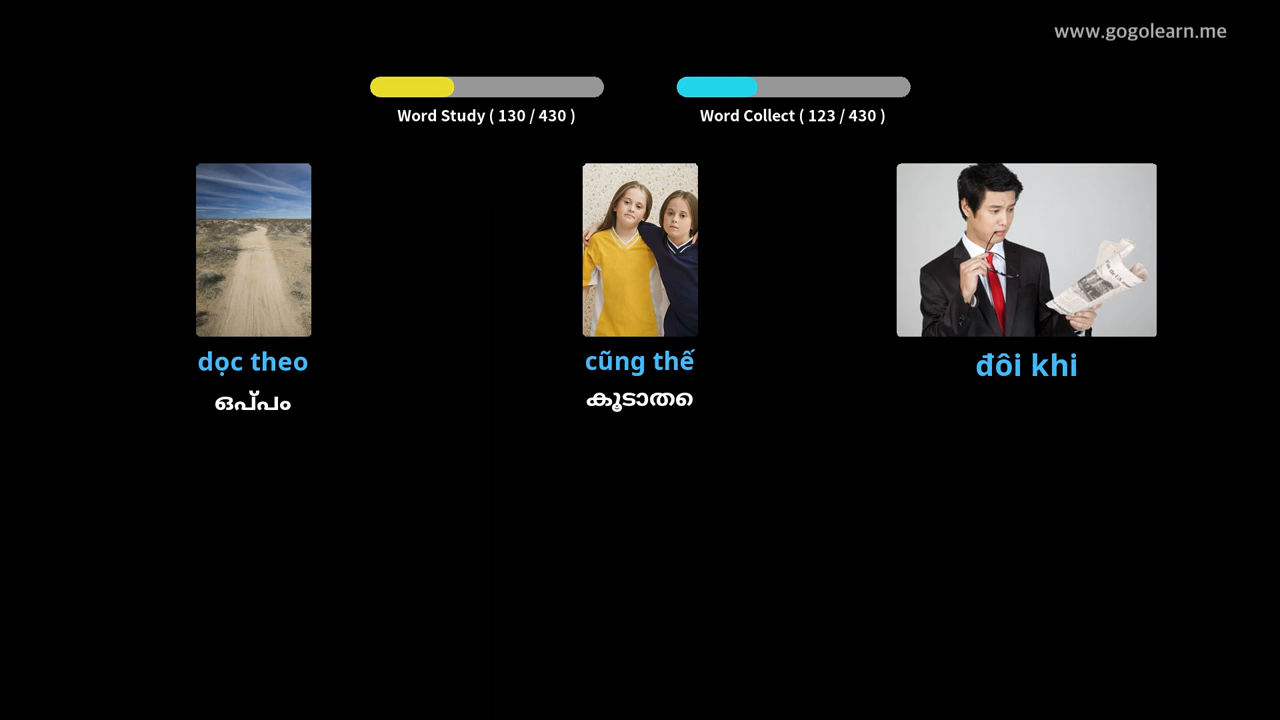 www.gogolearn.me
Word Study ( 130 / 430 )
Word Collect ( 123 / 430 )
dọc theo
cũng thế
đôi khi
ഒപ്പം
കൂടാതെ